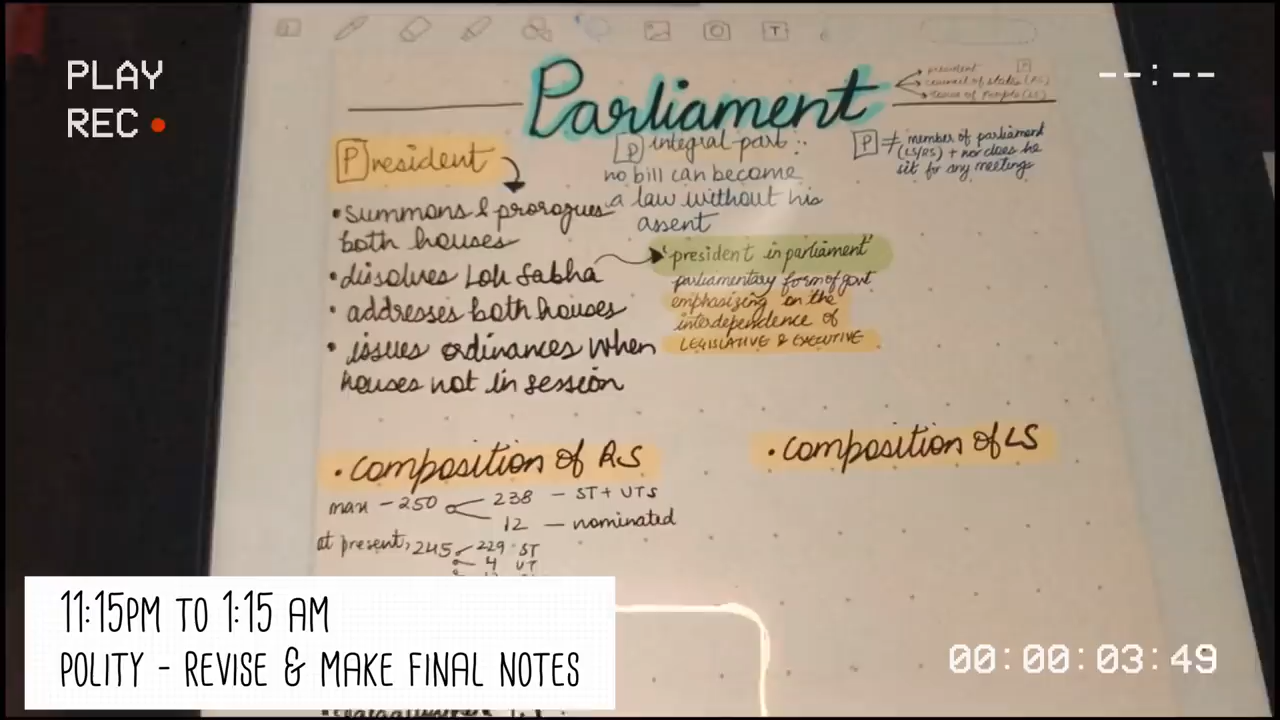 PLAY
REC
--:--
Parliament
president [P]
council of states (RS)
house of people (LS)
President
• summons & prorogues
both houses
• dissolves Lok Sabha
• addresses both houses
• issues ordinances when
houses not in session
[P] integral part :
no bill can become
a law without his
assent
'president in parliament'
parliamentary form of govt
emphasizing on the
interdependence of
LEGISLATIVE & EXECUTIVE
[P] ≠ member of parliament
(LS/RS) + nor does he
sit for any meetings
• composition of RS
max - 250
238 - ST + UTS
12 - nominated
at present, 245
229 ST
4 UT
• composition of LS
11:15PM TO 1:15 AM
POLITY - REVISE & MAKE FINAL NOTES
00:00:03:49